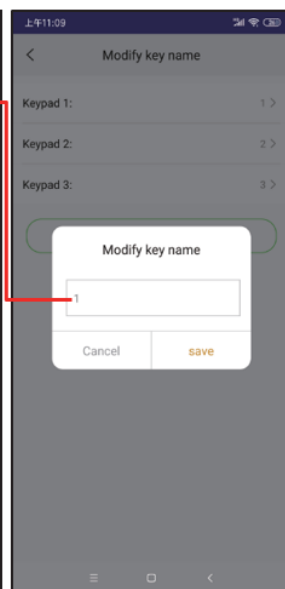 上午11:09
Modify key name
Keypad 1: 1 >
Keypad 2: 2 >
Keypad 3: 3 >
Modify key name
1
Cancel save